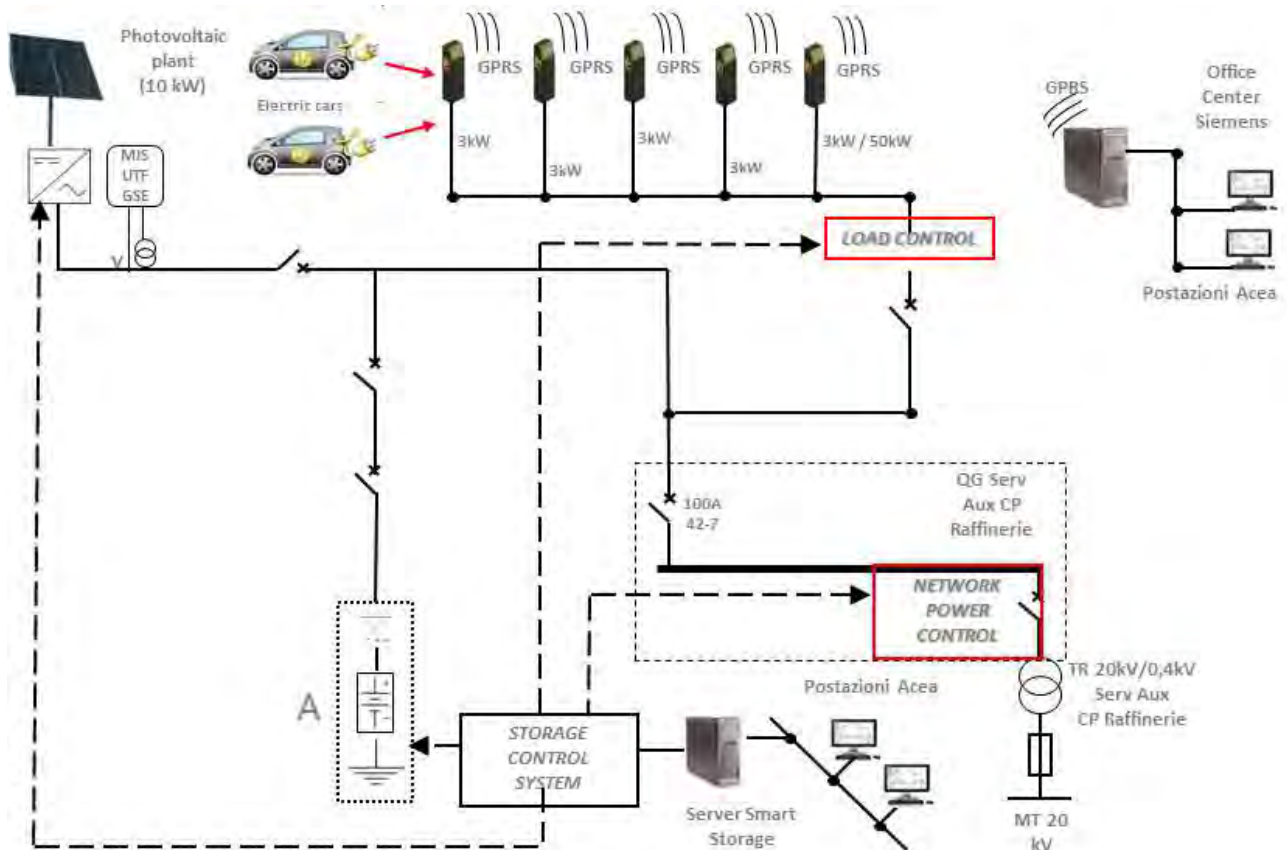 Photovoltaic
plant
(10 kW)
Electric cars
GPRS
GPRS
GPRS
GPRS
GPRS
3kW
3kW
3kW
3kW
3kW / 50kW
GPRS
Office
Center
Siemens
Postazioni Acea
MIS
UTF
GSE
V
LOAD CONTROL
100A
42-7
QG Serv
Aux CP
Raffinerie
NETWORK
POWER
CONTROL
TR 20kV/0,4kV
Serv Aux
CP Raffinerie
MT 20
kV
A
STORAGE
CONTROL
SYSTEM
Server Smart
Storage
Postazioni Acea